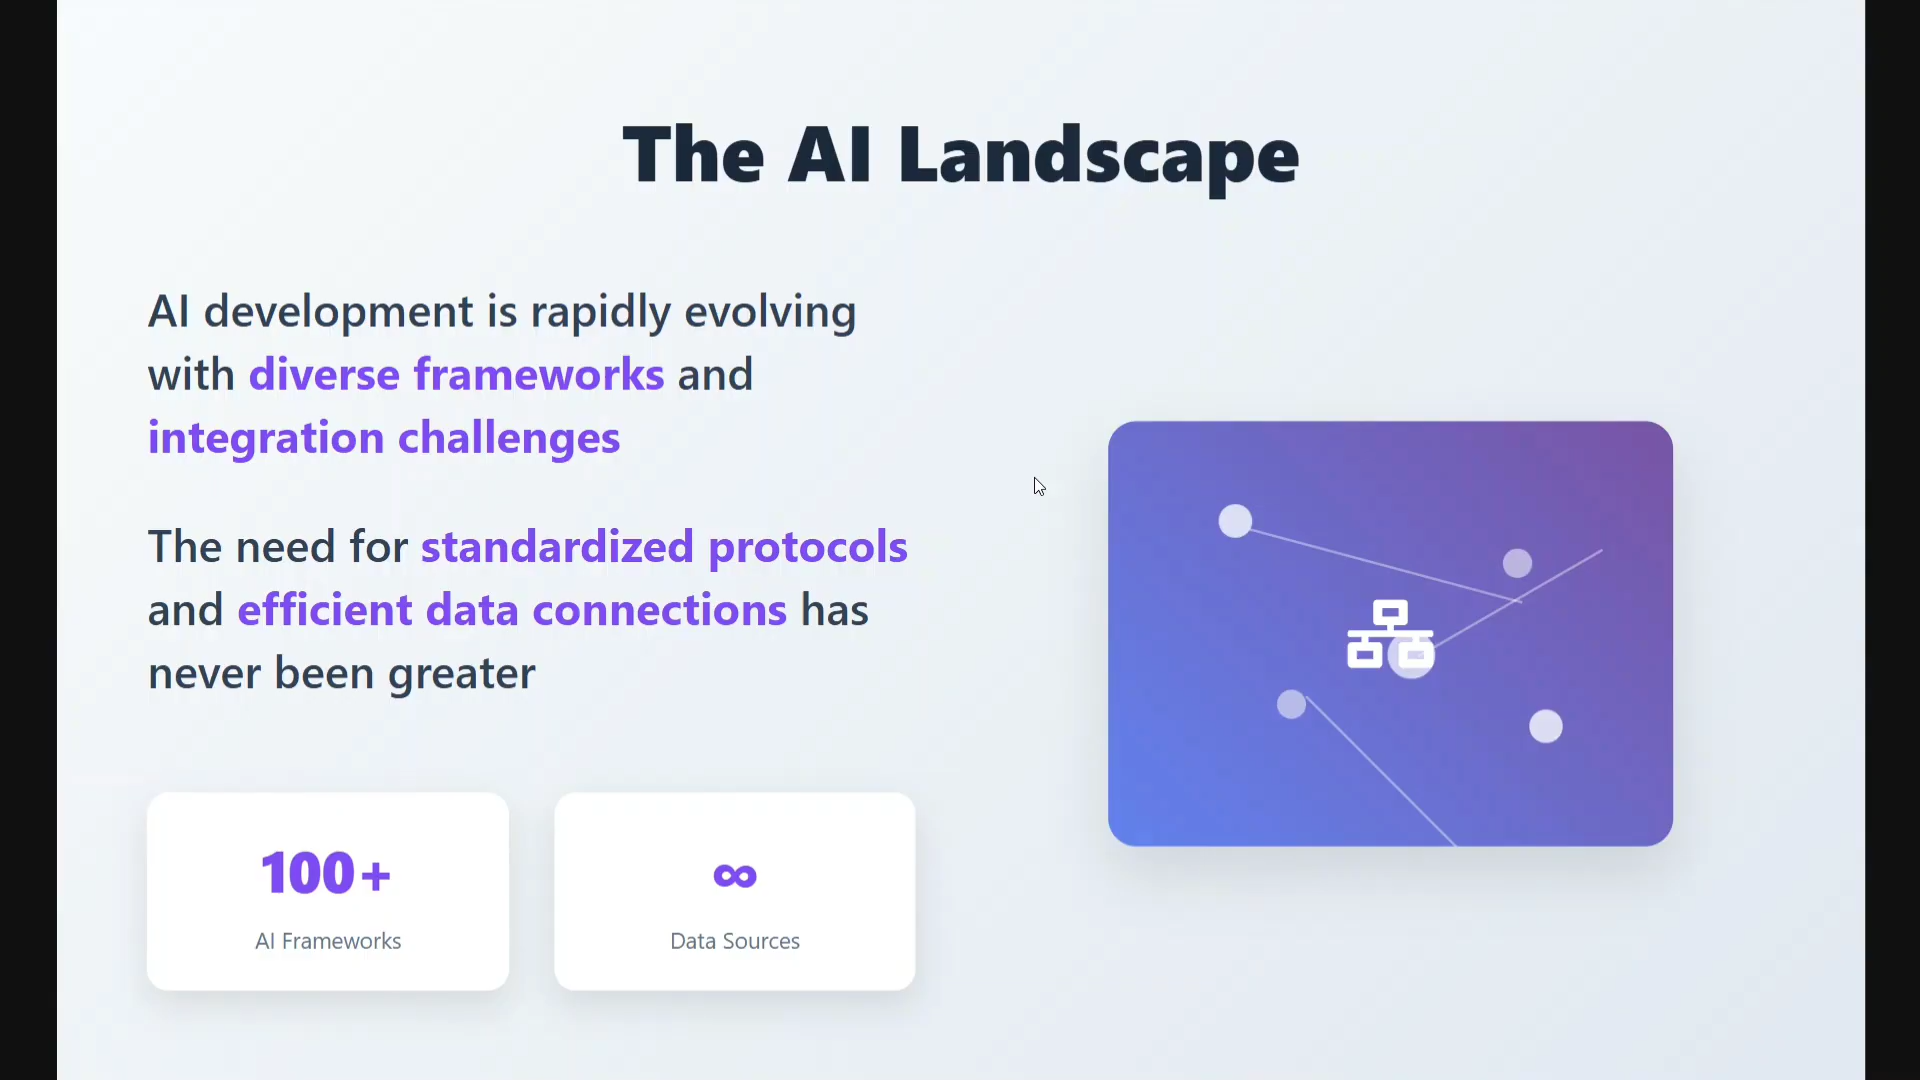 The AI Landscape
AI development is rapidly evolving
with diverse frameworks and
integration challenges
The need for standardized protocols
and efficient data connections has
never been greater
100+
AI Frameworks
∞
Data Sources